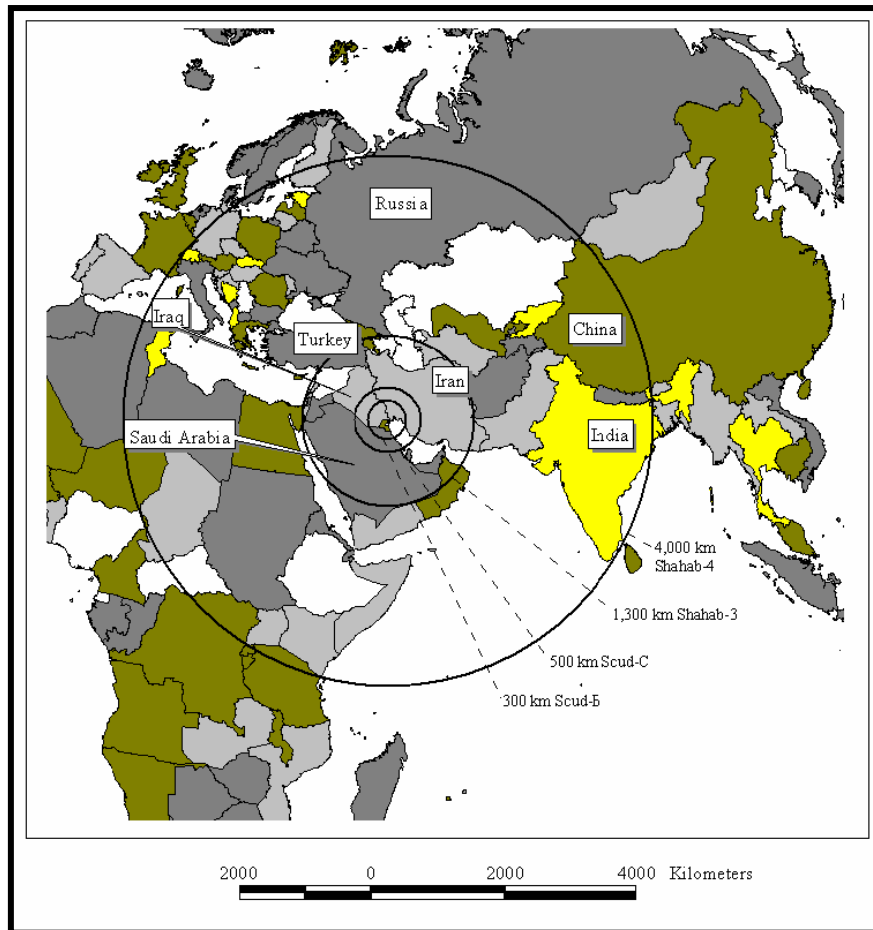 Russia
Iraq
Turkey
China
Iran
Saudi Arabia
India
4,000 km
Shahab-4
1,300 km Shahab-3
500 km Scud-C
300 km Scud-B
2000 0 2000 4000 Kilometers